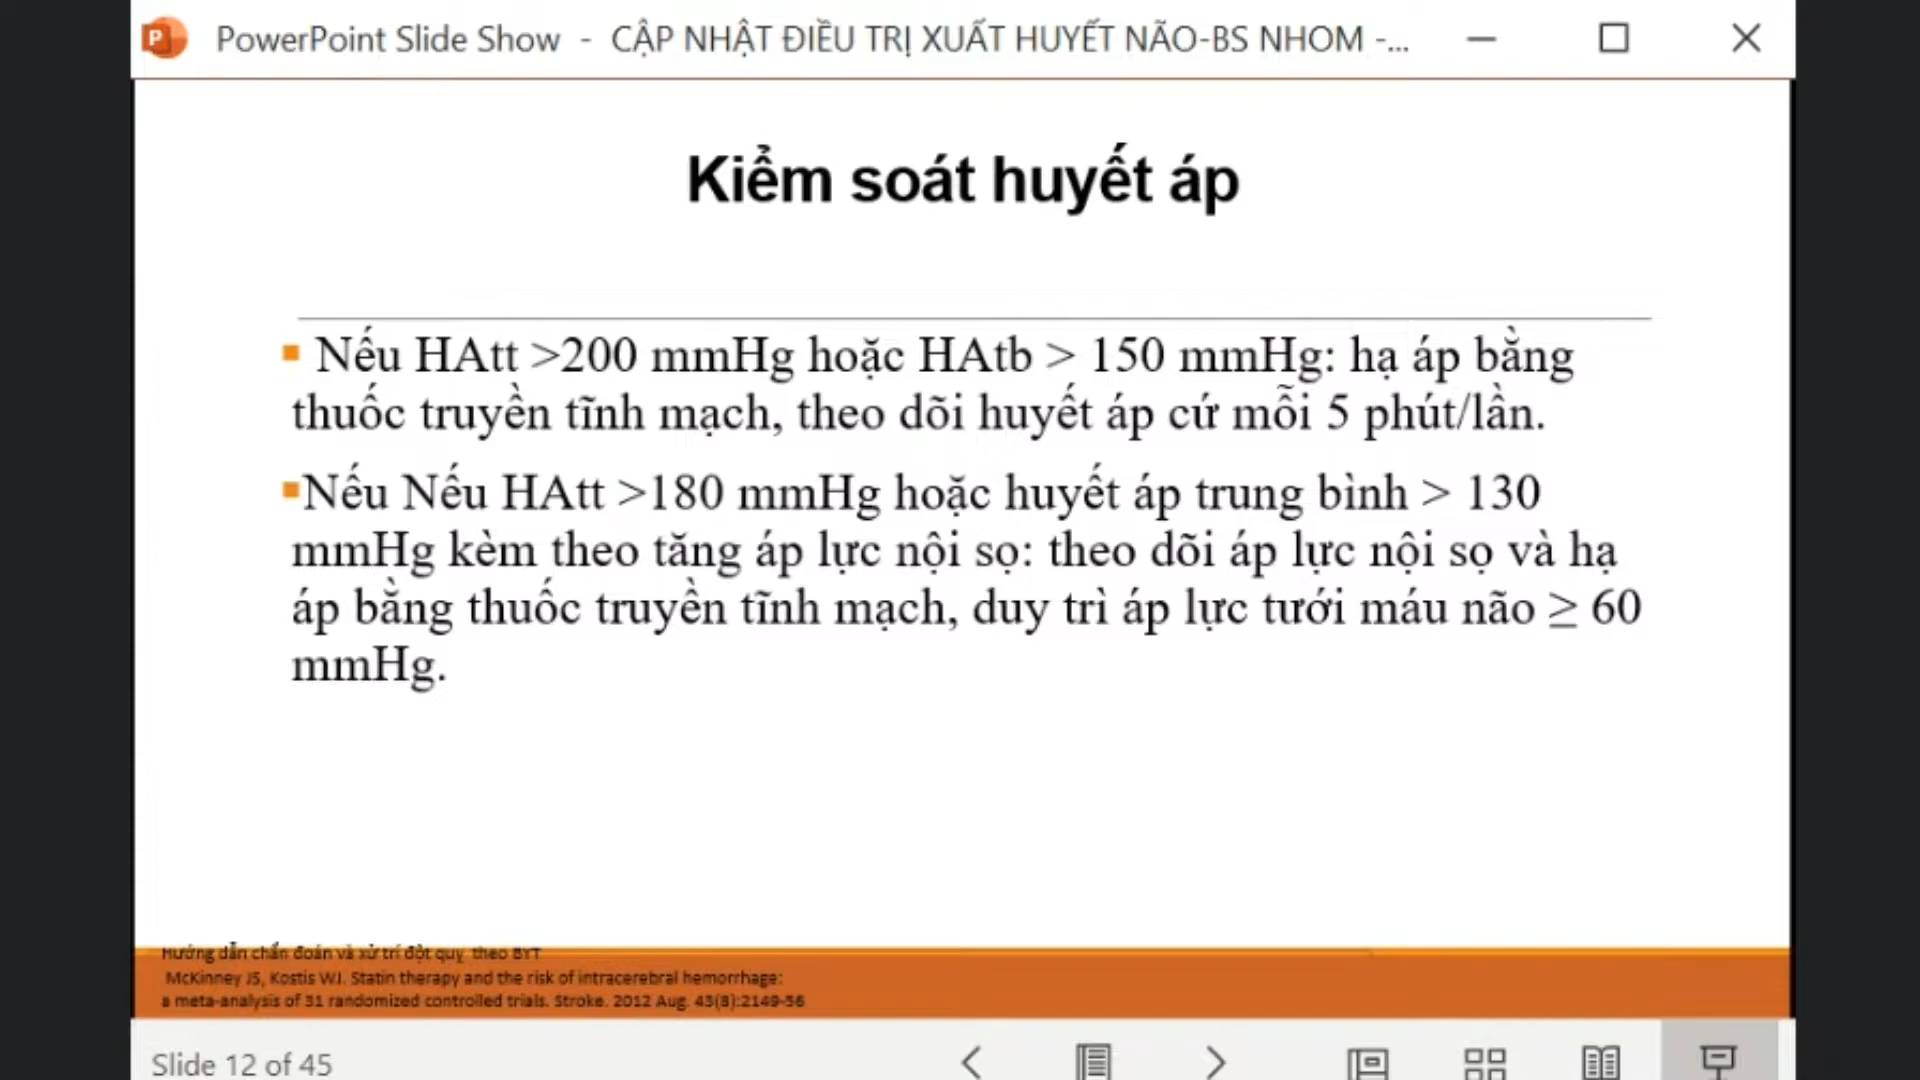 PowerPoint Slide Show - CẬP NHẬT ĐIỀU TRỊ XUẤT HUYẾT NÃO-BS NHOM -...
Kiểm soát huyết áp
Nếu HAtt >200 mmHg hoặc HAtb > 150 mmHg: hạ áp bằng
thuốc truyền tĩnh mạch, theo dõi huyết áp cứ mỗi 5 phút/lần.
Nếu Nếu HAtt >180 mmHg hoặc huyết áp trung bình > 130
mmHg kèm theo tăng áp lực nội sọ: theo dõi áp lực nội sọ và hạ
áp bằng thuốc truyền tĩnh mạch, duy trì áp lực tưới máu não ≥ 60
mmHg.
Hướng dẫn chẩn đoán và xử trí đột quỵ theo BYT
McKinney JS, Kostis WJ. Statin therapy and the risk of intracerebral hemorrhage:
a meta-analysis of 31 randomized controlled trials. Stroke. 2012 Aug. 43(8):2149-56
Slide 12 of 45